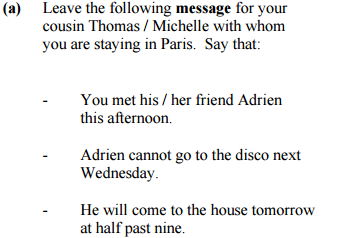 (a) Leave the following message for your
cousin Thomas / Michelle with whom
you are staying in Paris. Say that:
- You met his / her friend Adrien
this afternoon.
- Adrien cannot go to the disco next
Wednesday.
- He will come to the house tomorrow
at half past nine.